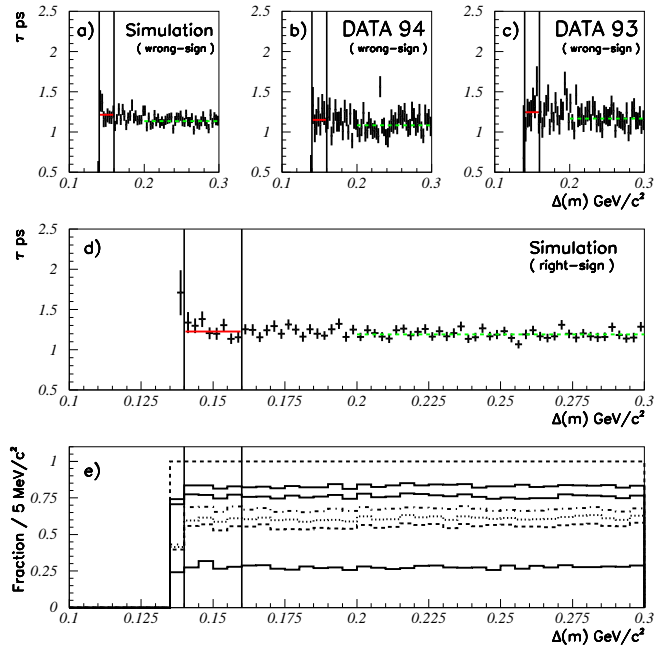 τ ps
2.5
2
1.5
1
0.5
a)
Simulation
( wrong-sign )
0.1
0.2
0.3
2.5
2
1.5
1
0.5
b)
DATA 94
( wrong-sign )
0.1
0.2
0.3
Δ(m) GeV/c²
2.5
2
1.5
1
0.5
c)
DATA 93
( wrong-sign )
0.1
0.2
0.3
Δ(m) GeV/c²
τ ps
2.5
2
1.5
1
0.5
d)
Simulation
( right-sign )
0.1
0.125
0.15
0.175
0.2
0.225
0.25
0.275
0.3
Δ(m) GeV/c²
Fraction / 5 MeV/c²
1
0.75
0.5
0.25
0
e)
0.1
0.125
0.15
0.175
0.2
0.225
0.25
0.275
0.3
Δ(m) GeV/c²